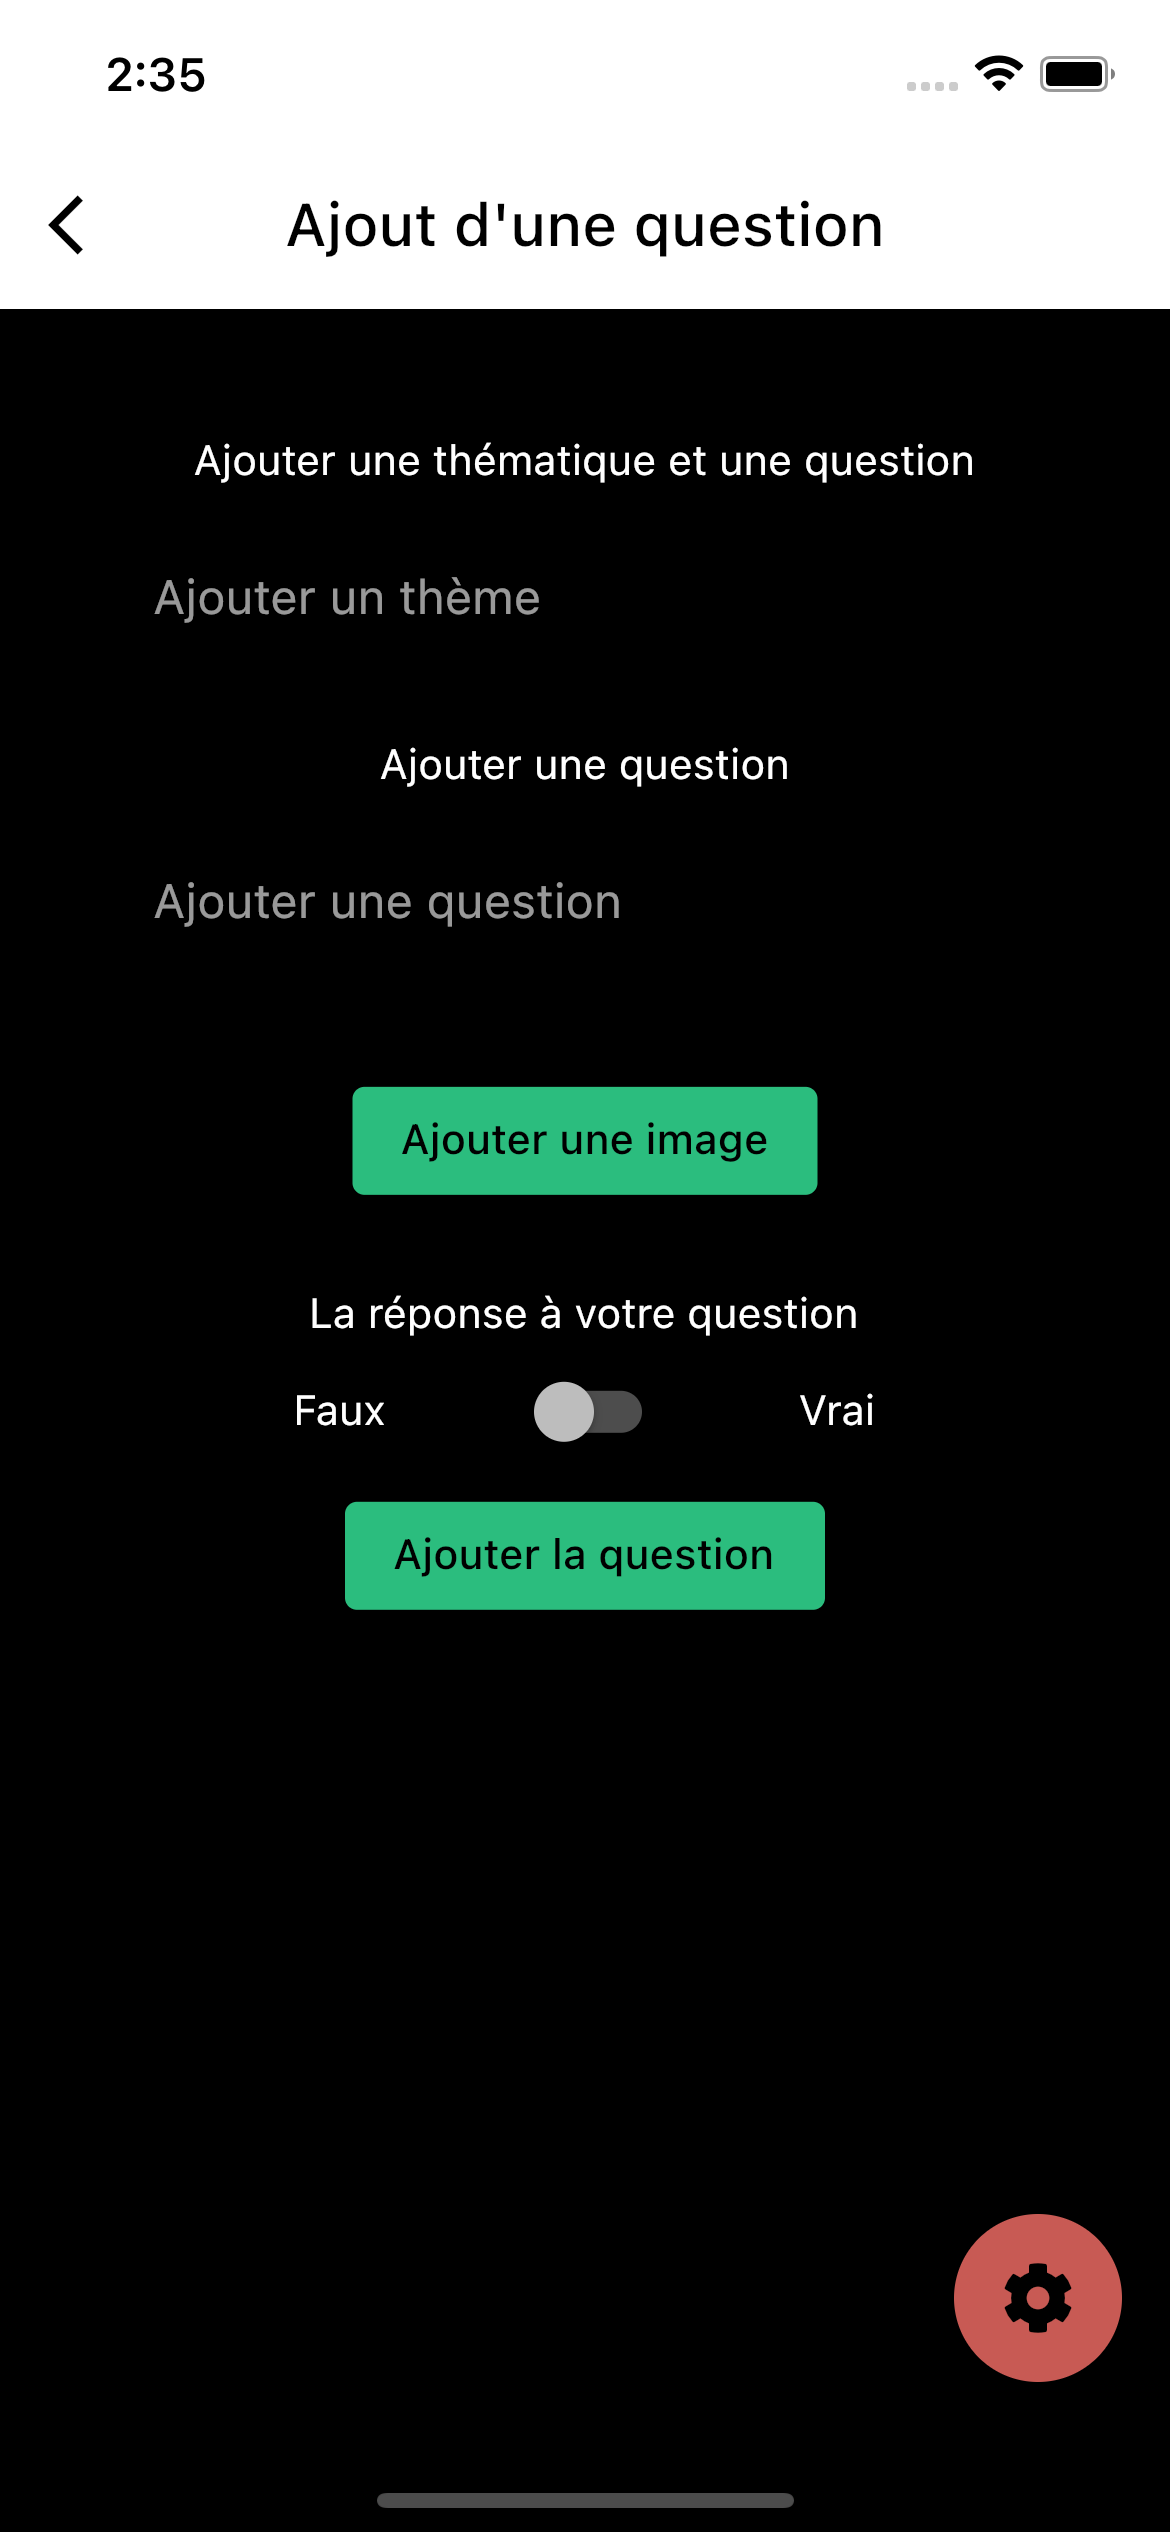 2:35
Ajout d'une question
Ajouter une thématique et une question
Ajouter un thème
Ajouter une question
Ajouter une question
Ajouter une image
La réponse à votre question
Faux Vrai
Ajouter la question